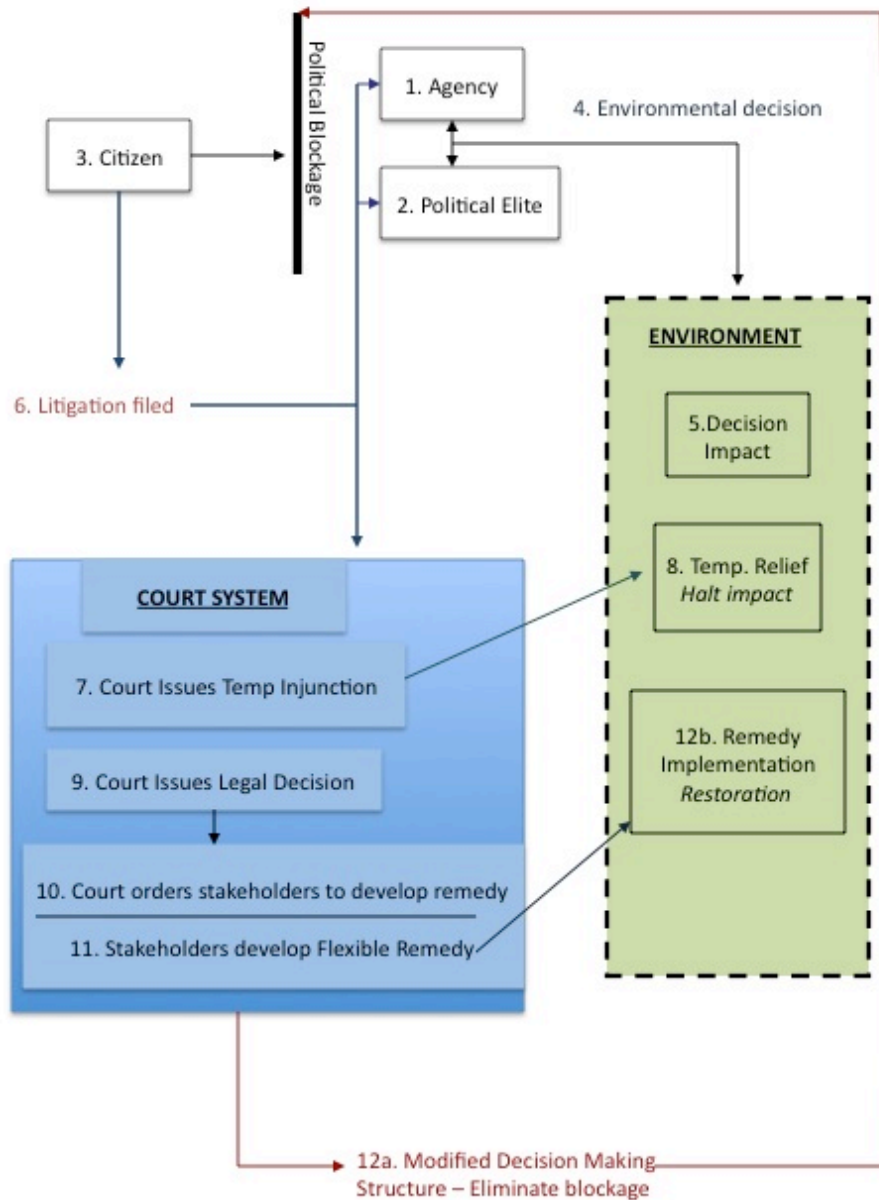 Political Blockage
1. Agency
4. Environmental decision
3. Citizen
2. Political Elite
ENVIRONMENT
5.Decision
Impact
6. Litigation filed
8. Temp. Relief
Halt impact
COURT SYSTEM
7. Court Issues Temp Injunction
12b. Remedy
Implementation
Restoration
9. Court Issues Legal Decision
10. Court orders stakeholders to develop remedy
11. Stakeholders develop Flexible Remedy
12a. Modified Decision Making
Structure – Eliminate blockage